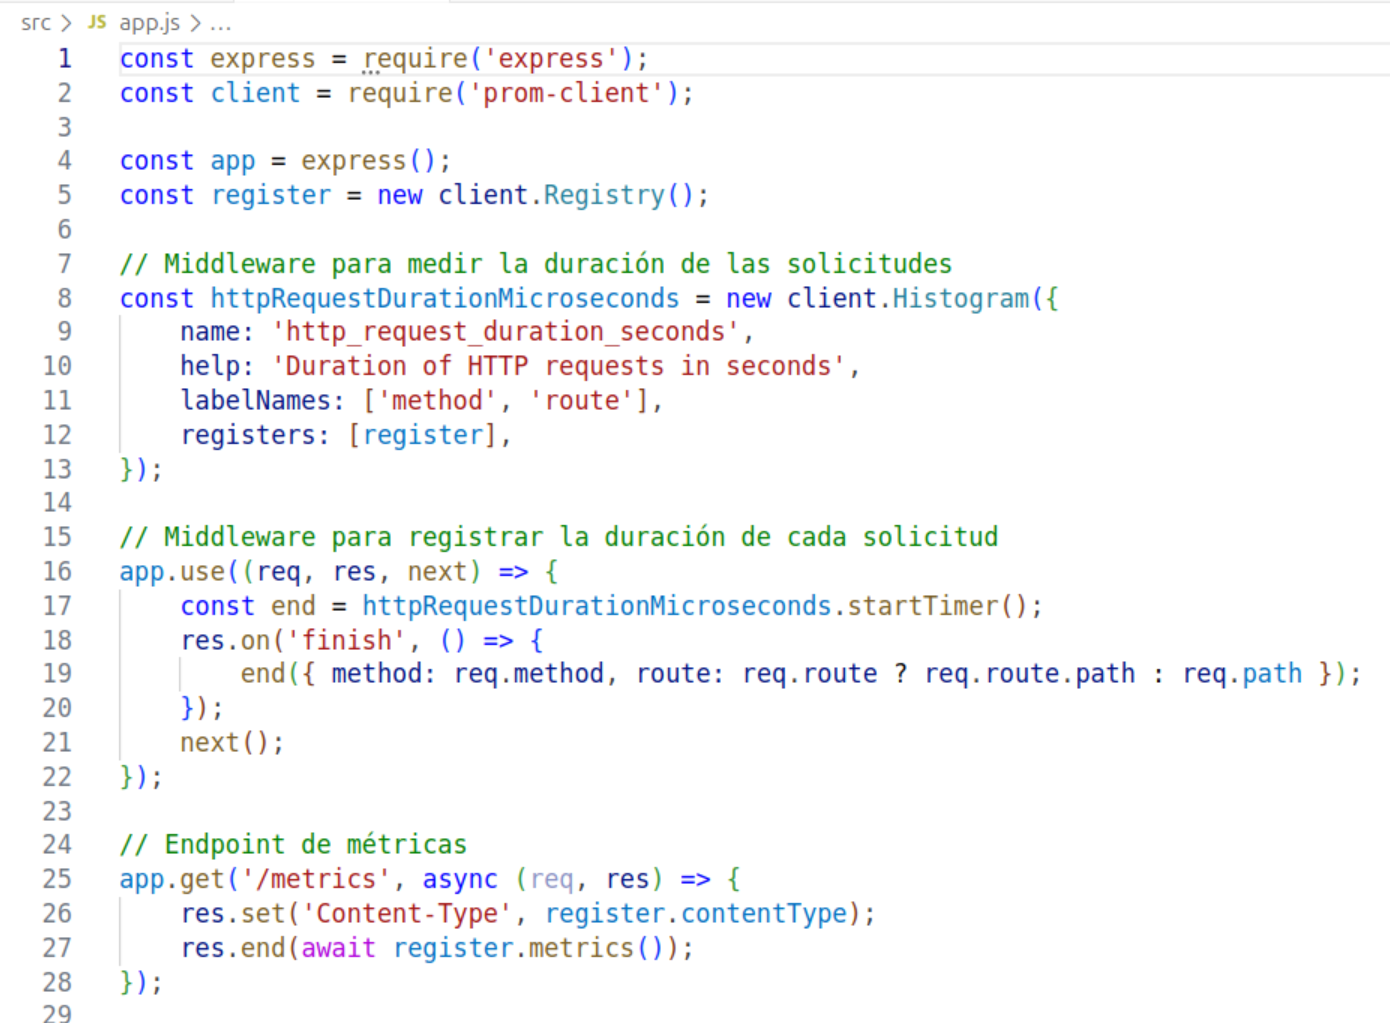 src > JS app.js > ...
1 const express = require('express');
2 const client = require('prom-client');
3
4 const app = express();
5 const register = new client.Registry();
6
7 // Middleware para medir la duración de las solicitudes
8 const httpRequestDurationMicroseconds = new client.Histogram({
9     name: 'http_request_duration_seconds',
10     help: 'Duration of HTTP requests in seconds',
11     labelNames: ['method', 'route'],
12     registers: [register],
13 });
14
15 // Middleware para registrar la duración de cada solicitud
16 app.use((req, res, next) => {
17     const end = httpRequestDurationMicroseconds.startTimer();
18     res.on('finish', () => {
19         end({ method: req.method, route: req.route ? req.route.path : req.path });
20     });
21     next();
22 });
23
24 // Endpoint de métricas
25 app.get('/metrics', async (req, res) => {
26     res.set('Content-Type', register.contentType);
27     res.end(await register.metrics());
28 });
29